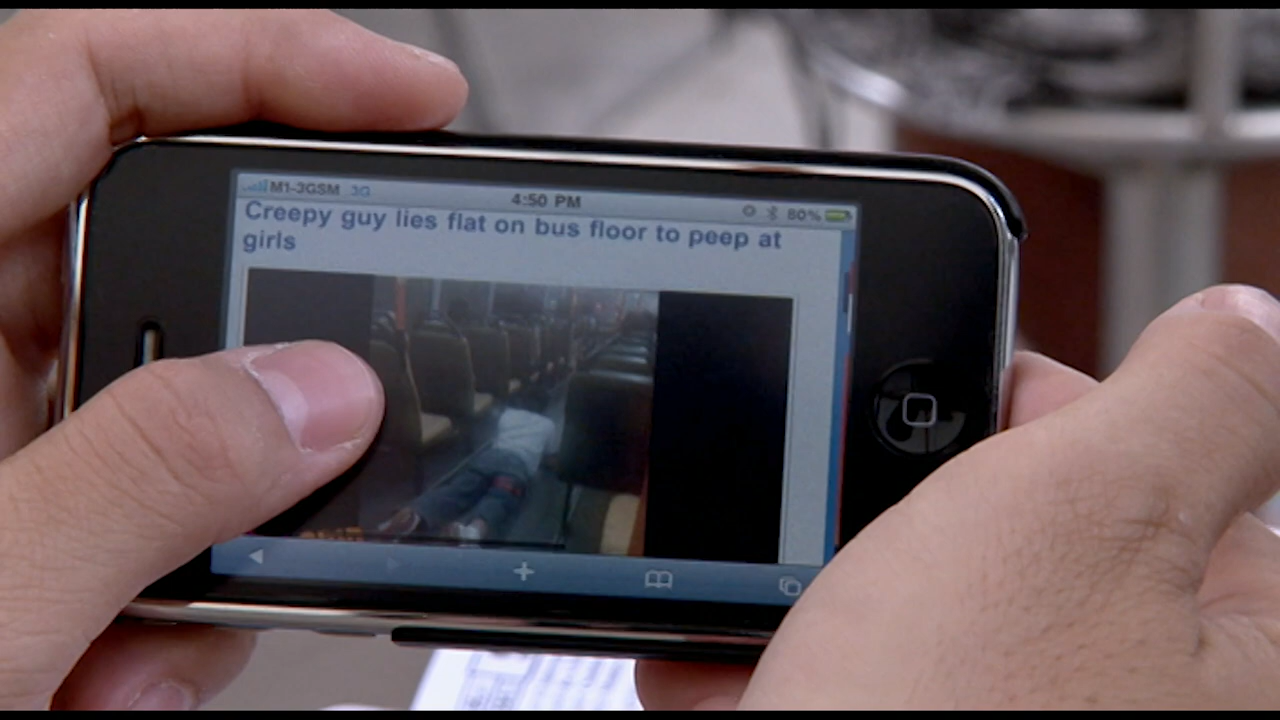 M1-3GSM 3G
4:50 PM
80%
Creepy guy lies flat on bus floor to peep at
girls